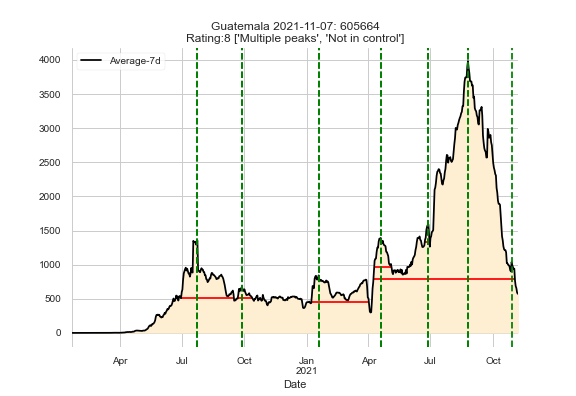 Guatemala 2021-11-07: 605664
Rating:8 ['Multiple peaks', 'Not in control']
Average-7d
4000
3500
3000
2500
2000
1500
1000
500
0
Apr
Jul
Oct
Jan
2021
Apr
Jul
Oct
Date